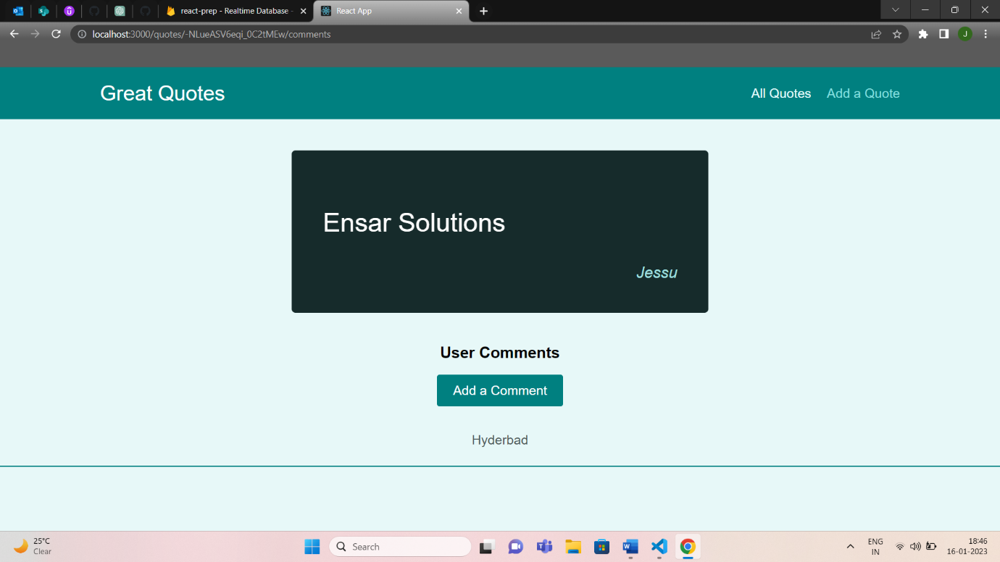 react-prep - Realtime Database -
React App
localhost:3000/quotes/-NLueASV6eqi_0C2tMEw/comments
J
Great Quotes
All Quotes
Add a Quote
Ensar Solutions
Jessu
User Comments
Add a Comment
Hyderbad
25°C
Clear
Search
ENG
IN
18:46
16-01-2023